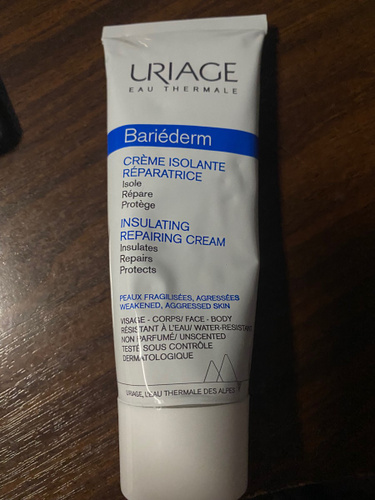 URIAGE
EAU THERMALE
Bariéderm
CRÈME ISOLANTE
RÉPARATRICE
Isole
Répare
Protège
INSULATING
REPAIRING CREAM
Insulates
Repairs
Protects
PEAUX FRAGILISÉES, AGRESSÉES
WEAKENED, AGGRESSED SKIN
VISAGE - CORPS/ FACE - BODY
RÉSISTANT À L'EAU/ WATER-RESISTANT
NON PARFUMÉ/ UNSCENTED
TESTÉ SOUS CONTRÔLE
DERMATOLOGIQUE
URIAGE, L'EAU THERMALE DES ALPES